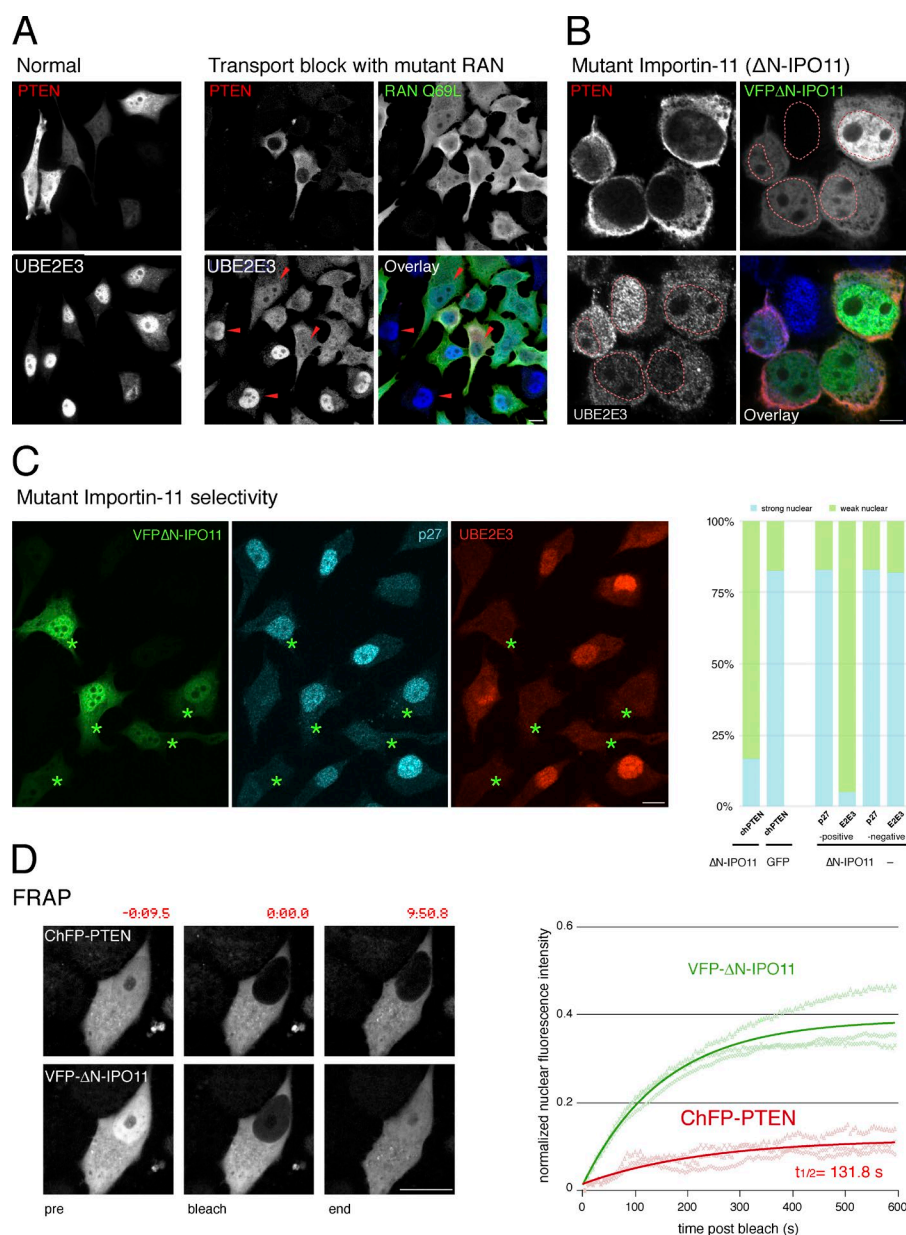 A
Normal
PTEN
UBE2E3
Transport block with mutant RAN
PTEN
RAN Q69L
UBE2E3
Overlay
B
Mutant Importin-11 (ΔN-IPO11)
PTEN
VFPΔN-IPO11
UBE2E3
Overlay
C
Mutant Importin-11 selectivity
VFPΔN-IPO11
p27
UBE2E3
strong nuclear
weak nuclear
100%
75%
50%
25%
0%
chPTEN
chPTEN
p27
E2E3
p27
E2E3
-positive
-negative
ΔN-IPO11
GFP
ΔN-IPO11
–
D
FRAP
-0:09.5
0:00.0
9:50.8
ChFP-PTEN
VFP-ΔN-IPO11
pre
bleach
end
normalized nuclear fluorescence intensity
0.6
0.4
0.2
0
VFP-ΔN-IPO11
ChFP-PTEN
t1/2= 131.8 s
0
100
200
300
400
500
600
time post bleach (s)